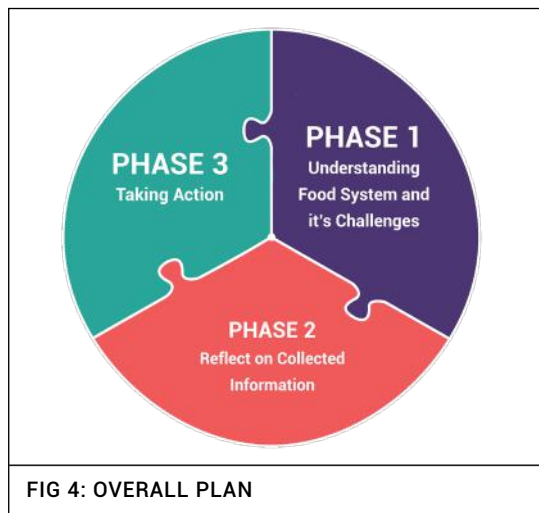 PHASE 1
Understanding
Food System and
it's Challenges
PHASE 2
Reflect on Collected
Information
PHASE 3
Taking Action
FIG 4: OVERALL PLAN